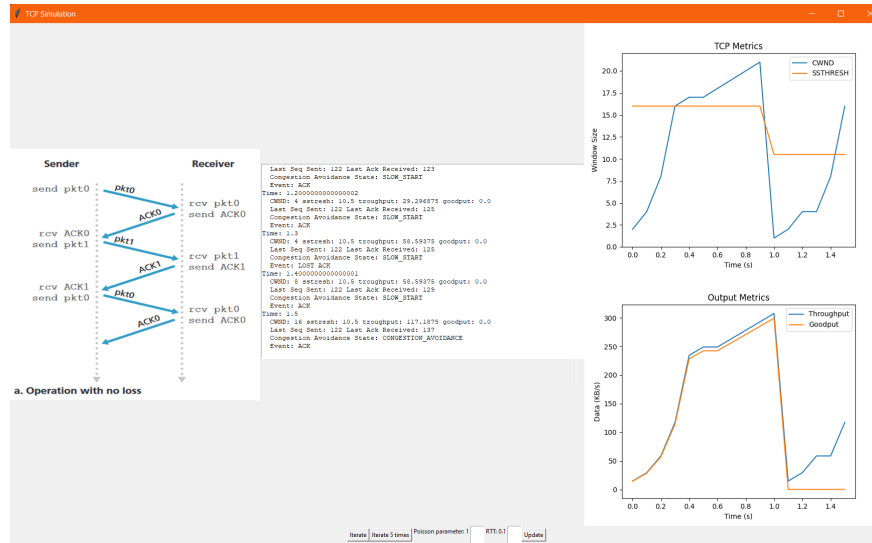 TCP Simulation
Sender Receiver
send pkt0
pkt0
rcv pkt0
send ACK0
ACK0
rcv ACK0
send pkt1
pkt1
rcv pkt1
send ACK1
ACK1
rcv ACK1
send pkt0
pkt0
rcv pkt0
send ACK0
ACK0
a. Operation with no loss
Last Seq Sent: 122 Last Ack Received: 123
Congestion Avoidance State: SLOW_START
Event: ACK
Time: 1.2000000000000002
CWND: 4 sstresh: 10.5 troughput: 29.296875 goodput: 0.0
Last Seq Sent: 122 Last Ack Received: 125
Congestion Avoidance State: SLOW_START
Event: ACK
Time: 1.3
CWND: 4 sstresh: 10.5 troughput: 58.59375 goodput: 0.0
Last Seq Sent: 122 Last Ack Received: 125
Congestion Avoidance State: SLOW_START
Event: LOST ACK
Time: 1.4000000000000001
CWND: 8 sstresh: 10.5 troughput: 58.59375 goodput: 0.0
Last Seq Sent: 122 Last Ack Received: 129
Congestion Avoidance State: SLOW_START
Event: ACK
Time: 1.5
CWND: 16 sstresh: 10.5 troughput: 117.1875 goodput: 0.0
Last Seq Sent: 122 Last Ack Received: 137
Congestion Avoidance State: CONGESTION_AVOIDANCE
Event: ACK
TCP Metrics
CWND
SSTHRESH
Window Size
20.0
17.5
15.0
12.5
10.0
7.5
5.0
2.5
0.0
0.0 0.2 0.4 0.6 0.8 1.0 1.2 1.4
Time (s)
Output Metrics
Throughput
Goodput
Data (KB/s)
300
250
200
150
100
50
0
0.0 0.2 0.4 0.6 0.8 1.0 1.2 1.4
Time (s)
Iterate Iterate 5 times Poisson parameter: 1 RTT: 0.1 Update